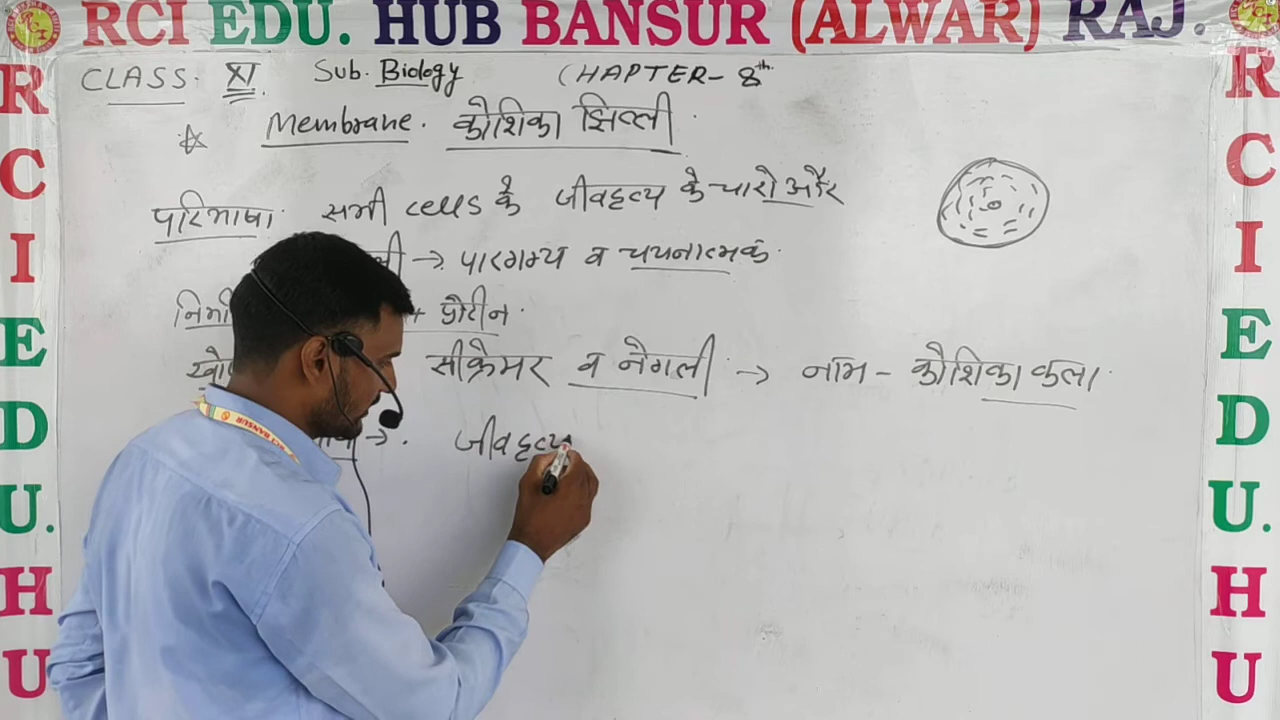 RCI EDU. HUB BANSUR (ALWAR) RAJ.
CLASS. XI. Sub. Biology CHAPTER- 8th.
Membrane. कोशिका झिल्ली.
परिभाषा. सभी cells के जीवद्रव्य के चारो और
→ पारगम्य व चयनात्मक.
+ प्रोटीन.
सीक्रेमर व नैगली → नाम - कोशिका कला.
→. जीवद्रव्य
R C I E D U. H U
R C I E D U. H U